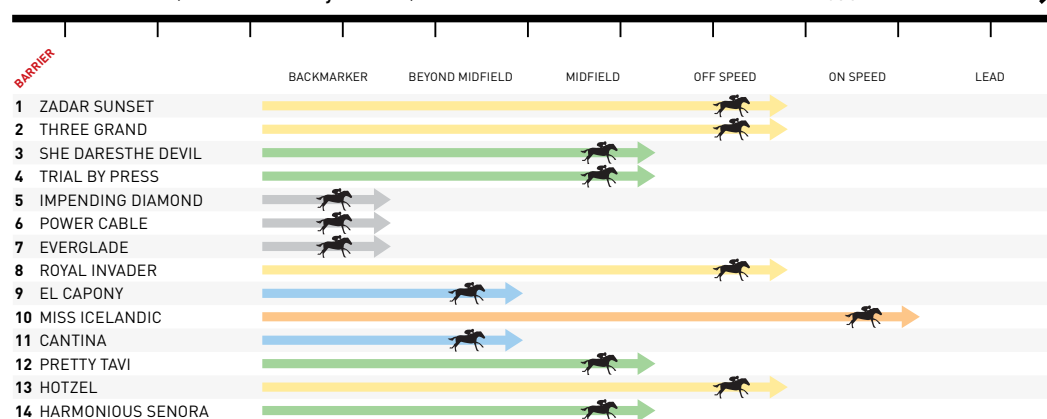 BARRIER
BACKMARKER BEYOND MIDFIELD MIDFIELD OFF SPEED ON SPEED LEAD
1 ZADAR SUNSET
2 THREE GRAND
3 SHE DARESTHE DEVIL
4 TRIAL BY PRESS
5 IMPENDING DIAMOND
6 POWER CABLE
7 EVERGLADE
8 ROYAL INVADER
9 EL CAPONY
10 MISS ICELANDIC
11 CANTINA
12 PRETTY TAVI
13 HOTZEL
14 HARMONIOUS SENORA